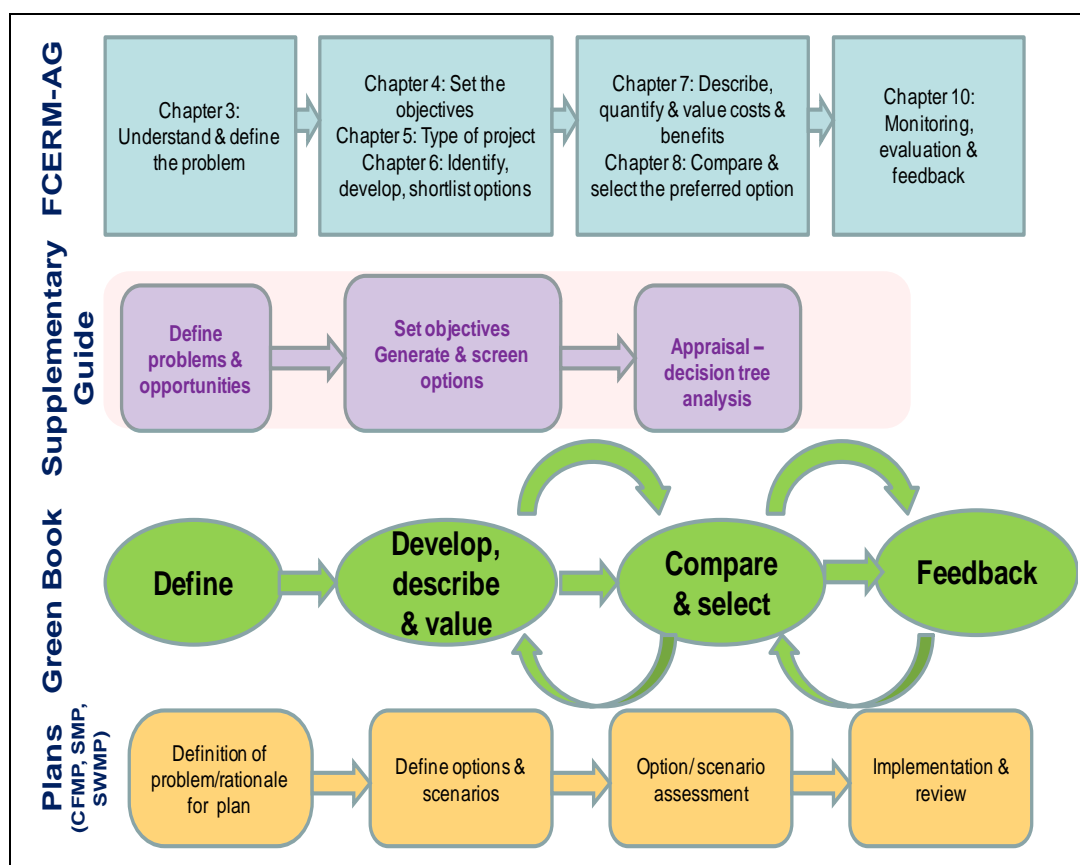 FCERM-AG
Chapter 3:
Understand & define
the problem
Chapter 4: Set the
objectives
Chapter 5: Type of project
Chapter 6: Identify,
develop, shortlist options
Chapter 7: Describe,
quantify & value costs &
benefits
Chapter 8: Compare &
select the preferred option
Chapter 10:
Monitoring,
evaluation &
feedback
Supplementary
Guide
Define
problems &
opportunities
Set objectives
Generate & screen
options
Appraisal –
decision tree
analysis
Green Book
Define
Develop,
describe
& value
Compare
& select
Feedback
Plans
(CFMP, SMP,
SWMP)
Definition of
problem/rationale
for plan
Define options &
scenarios
Option/ scenario
assessment
Implementation &
review